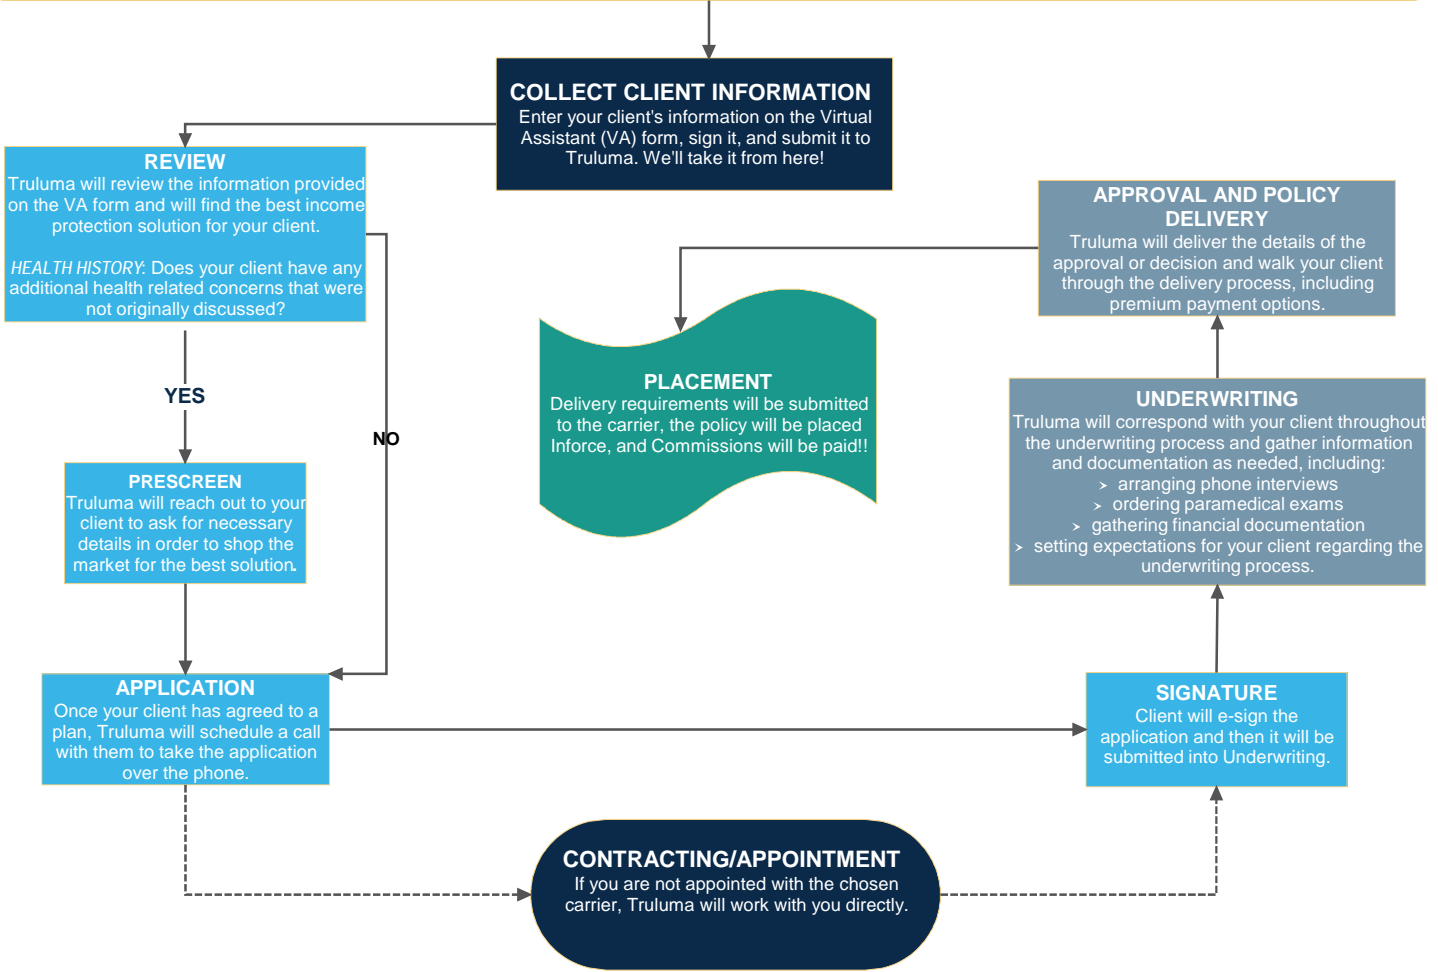 COLLECT CLIENT INFORMATION
Enter your client's information on the Virtual
Assistant (VA) form, sign it, and submit it to
Truluma. We'll take it from here!
REVIEW
Truluma will review the information provided
on the VA form and will find the best income
protection solution for your client.
HEALTH HISTORY: Does your client have any
additional health related concerns that were
not originally discussed?
YES
NO
PRESCREEN
Truluma will reach out to your
client to ask for necessary
details in order to shop the
market for the best solution.
APPLICATION
Once your client has agreed to a
plan, Truluma will schedule a call
with them to take the application
over the phone.
CONTRACTING/APPOINTMENT
If you are not appointed with the chosen
carrier, Truluma will work with you directly.
SIGNATURE
Client will e-sign the
application and then it will be
submitted into Underwriting.
UNDERWRITING
Truluma will correspond with your client throughout
the underwriting process and gather information
and documentation as needed, including:
➢ arranging phone interviews
➢ ordering paramedical exams
➢ gathering financial documentation
➢ setting expectations for your client regarding the
underwriting process.
APPROVAL AND POLICY
DELIVERY
Truluma will deliver the details of the
approval or decision and walk your client
through the delivery process, including
premium payment options.
PLACEMENT
Delivery requirements will be submitted
to the carrier, the policy will be placed
Inforce, and Commissions will be paid!!